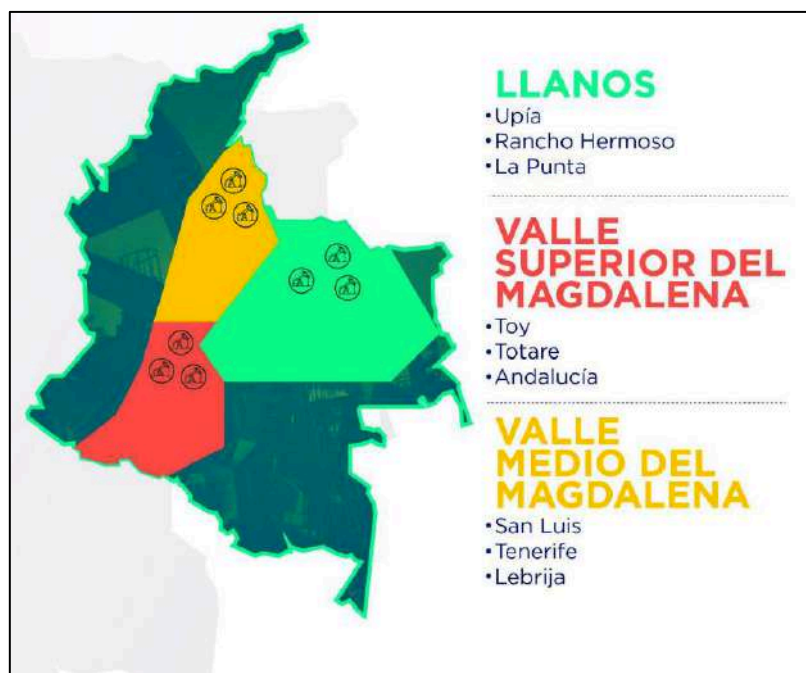 LLANOS
•Upía
•Rancho Hermoso
•La Punta
VALLE
SUPERIOR DEL
MAGDALENA
•Toy
•Totare
•Andalucía
VALLE
MEDIO DEL
MAGDALENA
•San Luis
•Tenerife
•Lebrija